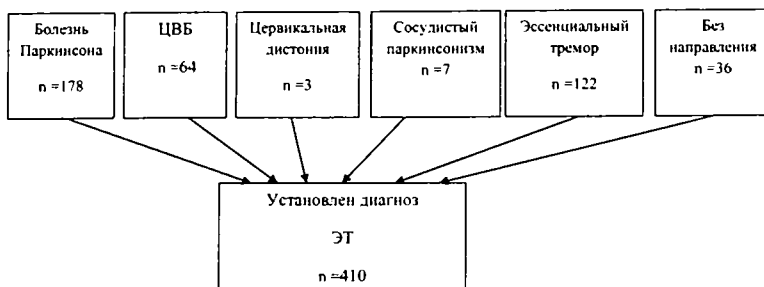 Болезнь
Паркинсона
n =178
ЦВБ
n =64
Цервикальная
дистония
n =3
Сосудистый
паркинсонизм
n =7
Эссенциальный
тремор
n =122
Без
направления
n =36
Установлен диагноз
ЭТ
n =410